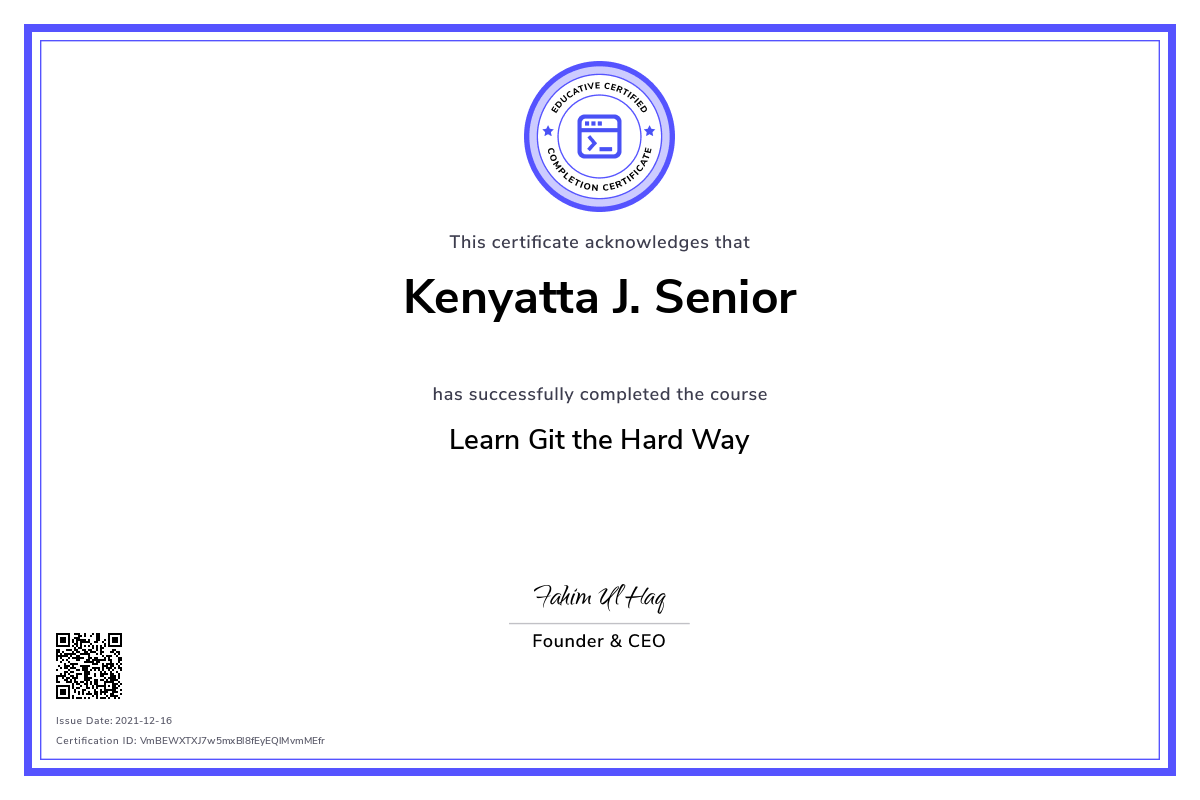 EDUCATIVE CERTIFIED
COMPLETION CERTIFICATE
This certificate acknowledges that
Kenyatta J. Senior
has successfully completed the course
Learn Git the Hard Way
Fahim Ul Haq
Founder & CEO
Issue Date: 2021-12-16
Certification ID: VmBEWXTXJ7w5mxBl8fEyEQlMvmMEfr